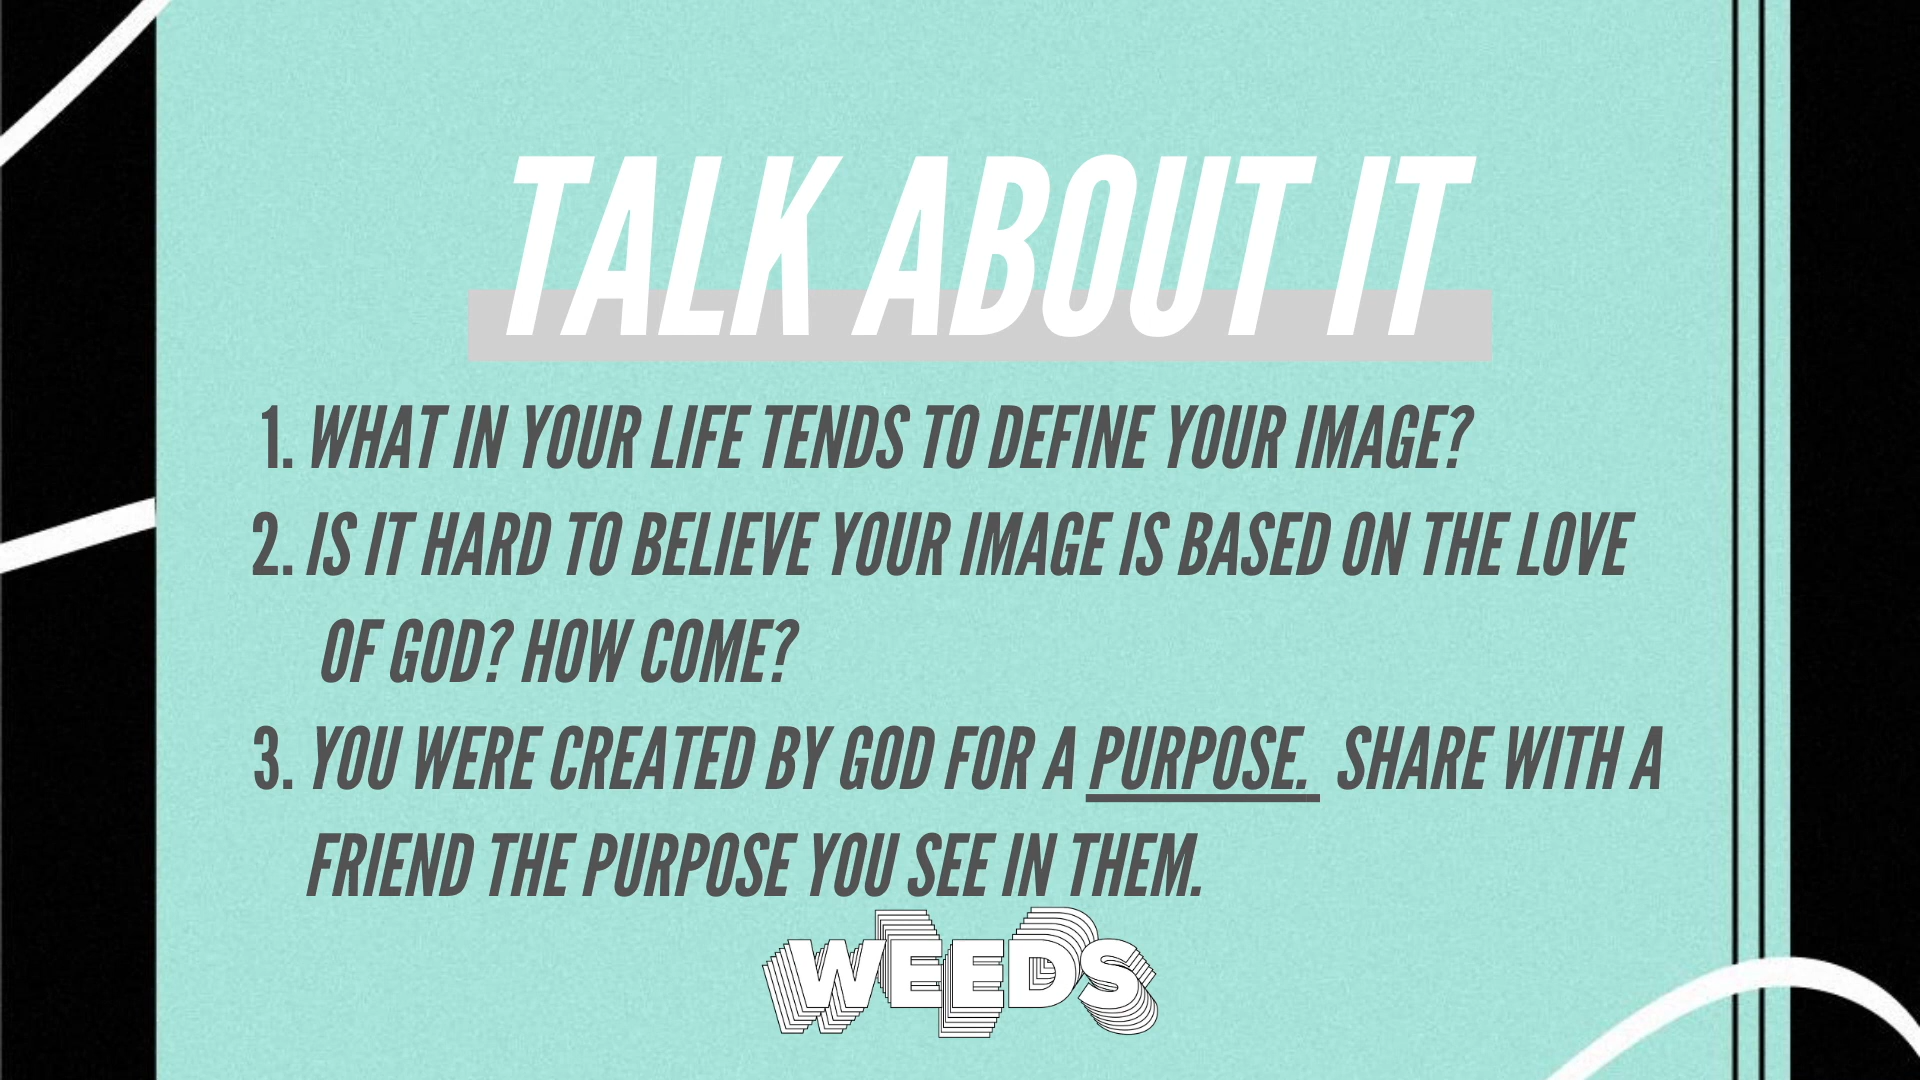 TALK ABOUT IT
1. WHAT IN YOUR LIFE TENDS TO DEFINE YOUR IMAGE?
2. IS IT HARD TO BELIEVE YOUR IMAGE IS BASED ON THE LOVE
OF GOD? HOW COME?
3. YOU WERE CREATED BY GOD FOR A PURPOSE. SHARE WITH A
FRIEND THE PURPOSE YOU SEE IN THEM.
WEEDS